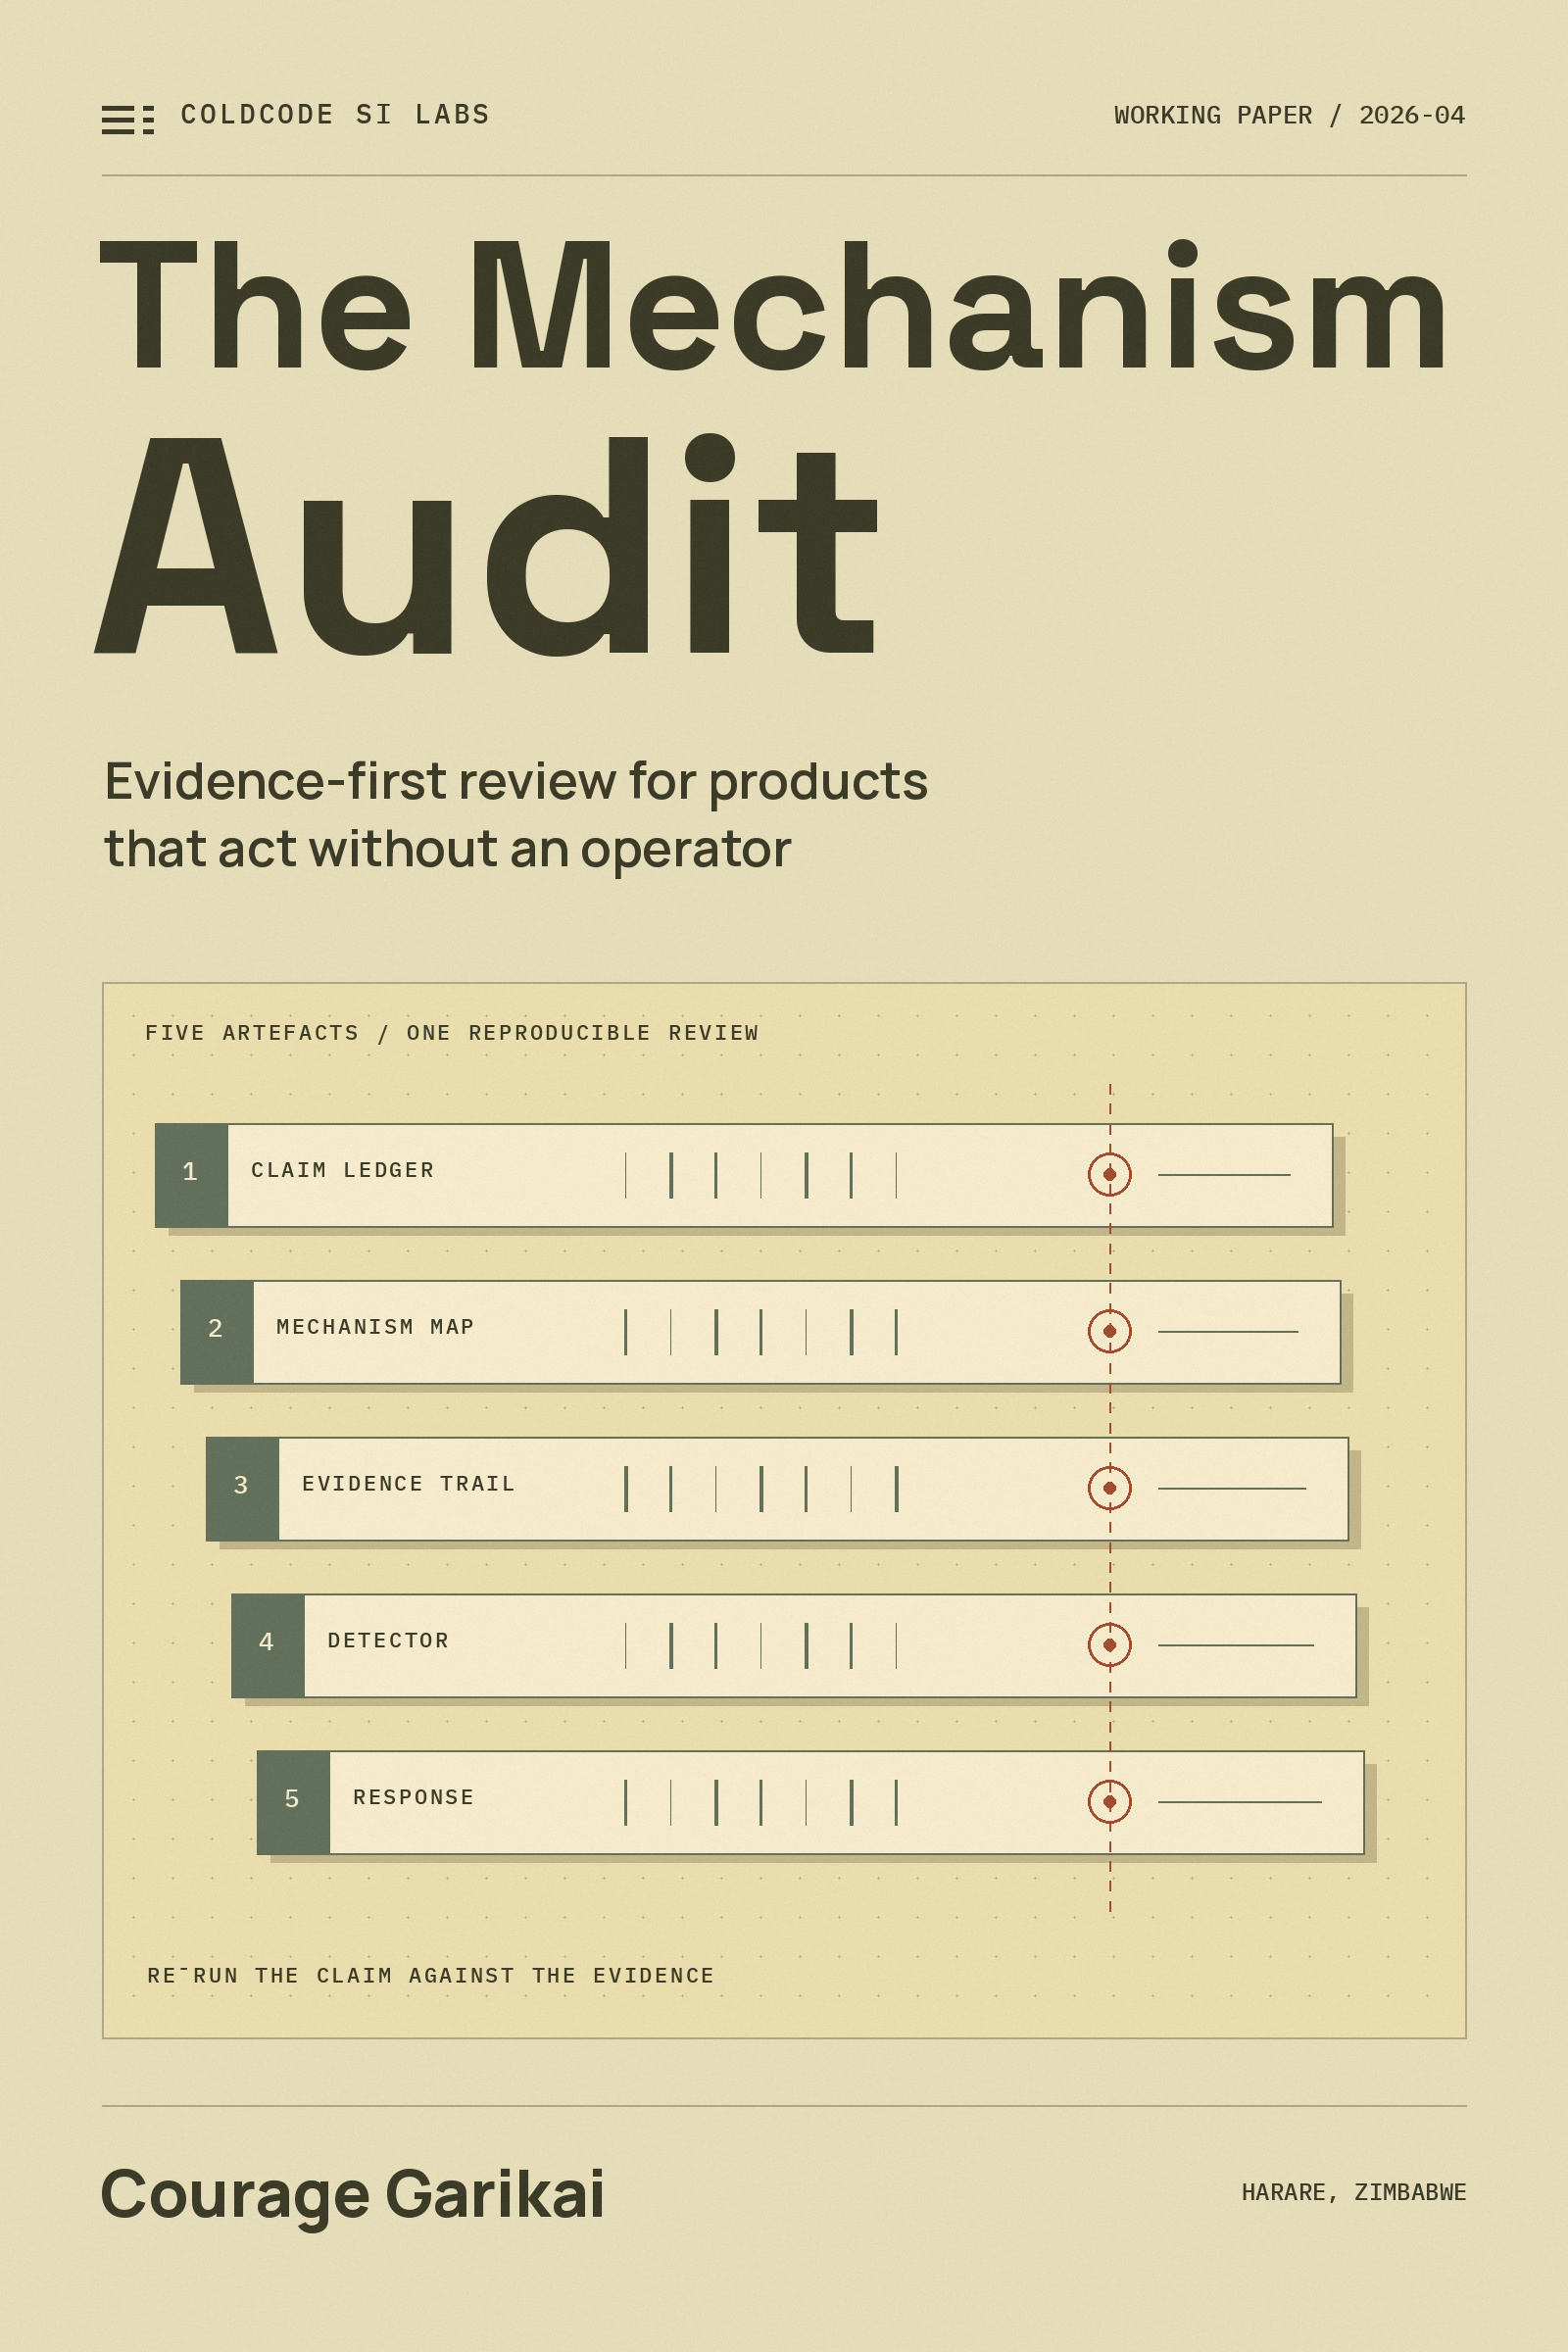 COLDCODE SI LABS
WORKING PAPER / 2026-04
The Mechanism
Audit
Evidence-first review for products
that act without an operator
FIVE ARTEFACTS / ONE REPRODUCIBLE REVIEW
1 CLAIM LEDGER
2 MECHANISM MAP
3 EVIDENCE TRAIL
4 DETECTOR
5 RESPONSE
RE-RUN THE CLAIM AGAINST THE EVIDENCE
Courage Garikai
HARARE, ZIMBABWE